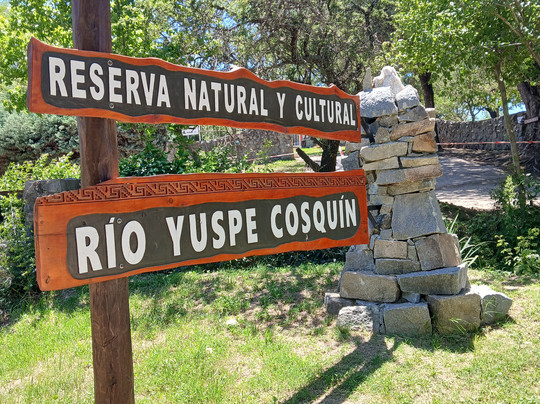 RESERVA NATURAL Y CULTURAL
RÍO YUSPE COSQUÍN